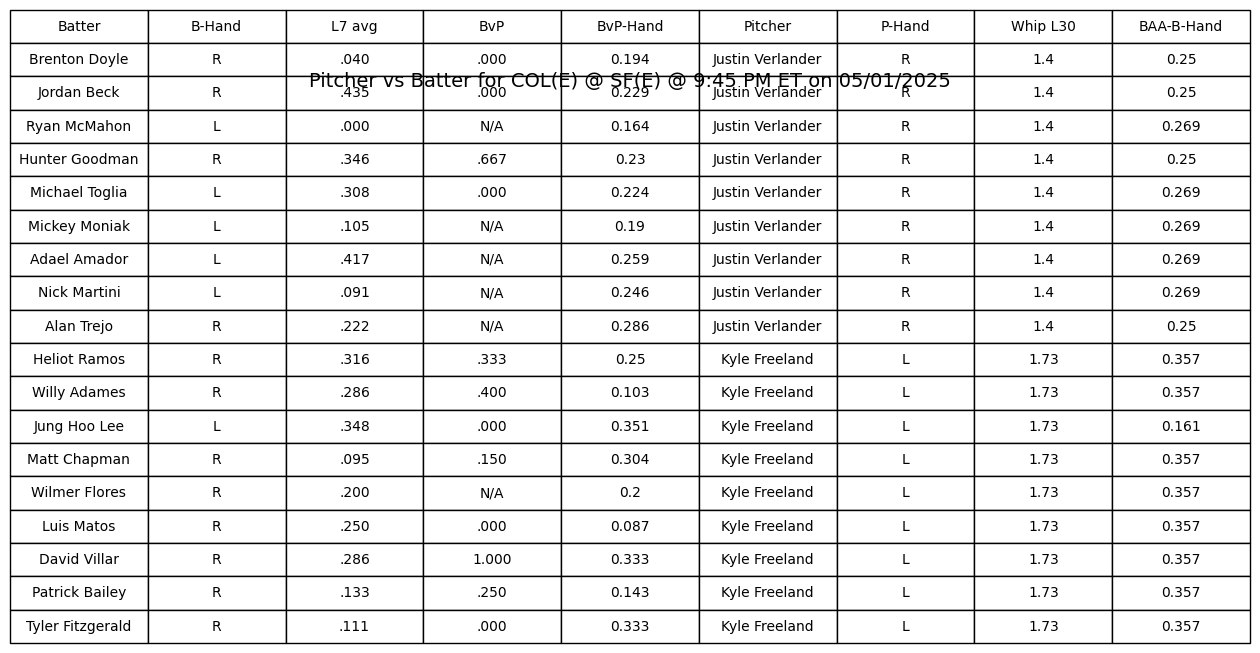 Batter B-Hand L7 avg BvP BvP-Hand Pitcher P-Hand Whip L30 BAA-B-Hand
Brenton Doyle R .040 .000 0.194 Justin Verlander R 1.4 0.25
Pitcher vs Batter for COL(E) @ SF(E) @ 9:45 PM ET on 05/01/2025
Jordan Beck R .435 .000 0.229 Justin Verlander R 1.4 0.25
Ryan McMahon L .000 N/A 0.164 Justin Verlander R 1.4 0.269
Hunter Goodman R .346 .667 0.23 Justin Verlander R 1.4 0.25
Michael Toglia L .308 .000 0.224 Justin Verlander R 1.4 0.269
Mickey Moniak L .105 N/A 0.19 Justin Verlander R 1.4 0.269
Adael Amador L .417 N/A 0.259 Justin Verlander R 1.4 0.269
Nick Martini L .091 N/A 0.246 Justin Verlander R 1.4 0.269
Alan Trejo R .222 N/A 0.286 Justin Verlander R 1.4 0.25
Heliot Ramos R .316 .333 0.25 Kyle Freeland L 1.73 0.357
Willy Adames R .286 .400 0.103 Kyle Freeland L 1.73 0.357
Jung Hoo Lee L .348 .000 0.351 Kyle Freeland L 1.73 0.161
Matt Chapman R .095 .150 0.304 Kyle Freeland L 1.73 0.357
Wilmer Flores R .200 N/A 0.2 Kyle Freeland L 1.73 0.357
Luis Matos R .250 .000 0.087 Kyle Freeland L 1.73 0.357
David Villar R .286 1.000 0.333 Kyle Freeland L 1.73 0.357
Patrick Bailey R .133 .250 0.143 Kyle Freeland L 1.73 0.357
Tyler Fitzgerald R .111 .000 0.333 Kyle Freeland L 1.73 0.357